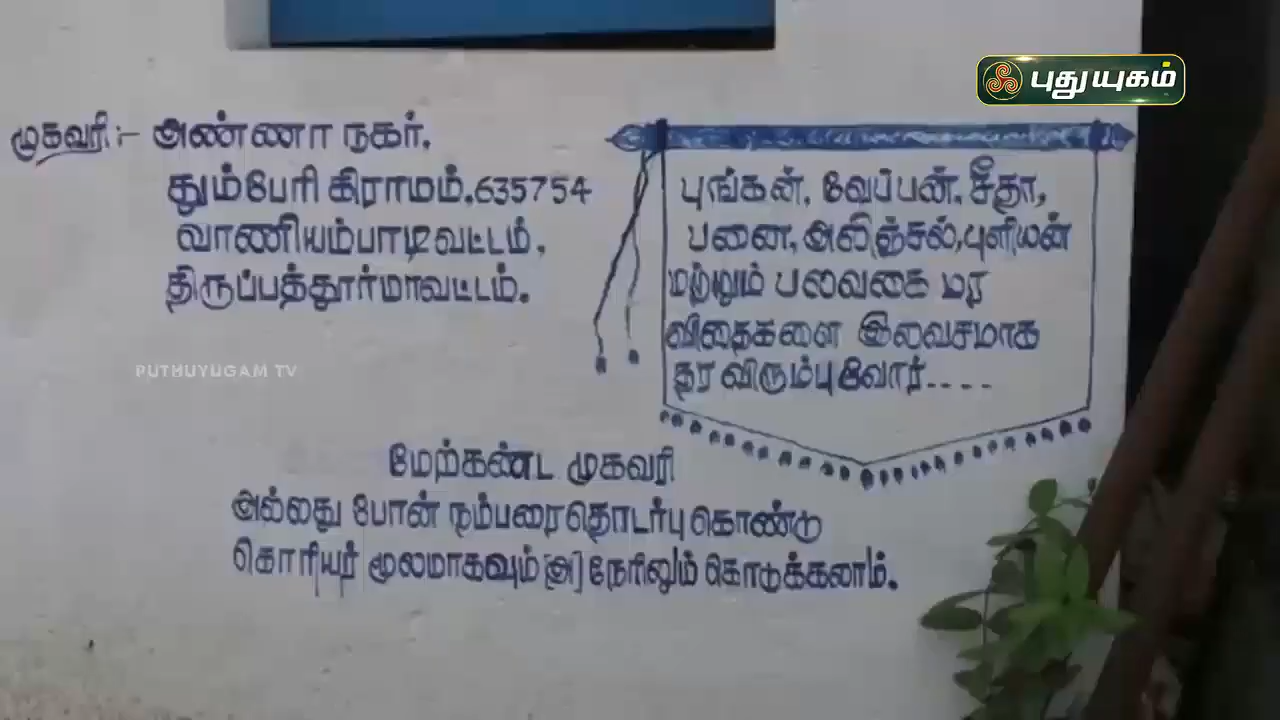 புதுயுகம்
முகவரி:- அண்ணா நகர்.
தும்பேரி கிராமம்.635754
வாணியம்பாடிவட்டம்,
திருப்பத்தூர்மாவட்டம்.
புங்கன், வேப்பன், சீதா,
பனை, அலிஞ்சல்,புளியன்
மற்றும் பலவகை மர
விதைகளை இலவசமாக
தர விரும்புவோர்....
PUTHUYUGAM TV
மேற்கண்ட முகவரி
அல்லது போன் நம்பரைதொடர்பு கொண்டு
கொரியர் மூலமாகவும் (அ) நேரிலும் கொடுக்கலாம்.